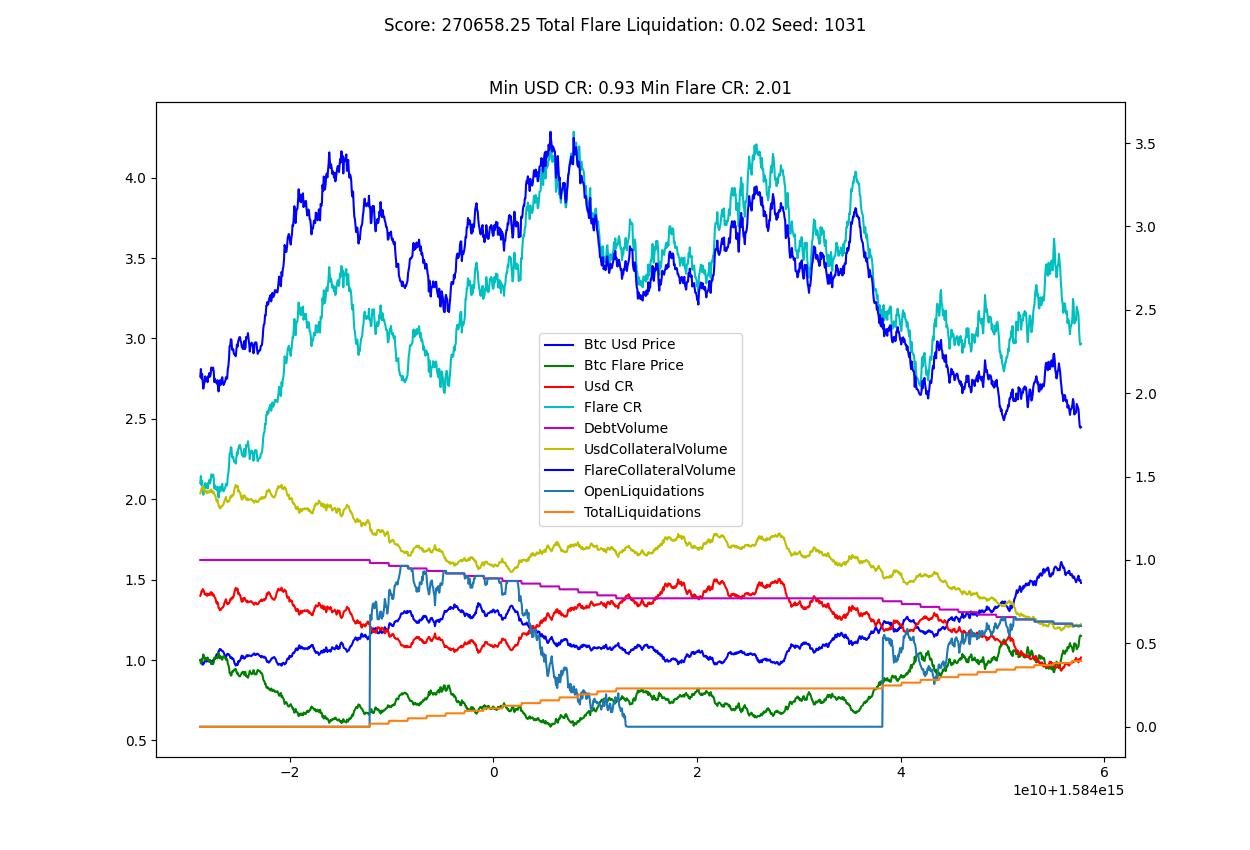 Score: 270658.25 Total Flare Liquidation: 0.02 Seed: 1031
Min USD CR: 0.93 Min Flare CR: 2.01
4.0
3.5
3.0
2.5
2.0
1.5
1.0
0.5
3.5
3.0
2.5
2.0
1.5
1.0
0.5
0.0
Btc Usd Price
Btc Flare Price
Usd CR
Flare CR
DebtVolume
UsdCollateralVolume
FlareCollateralVolume
OpenLiquidations
TotalLiquidations
−2 0 2 4 6
1e10+1.584e15